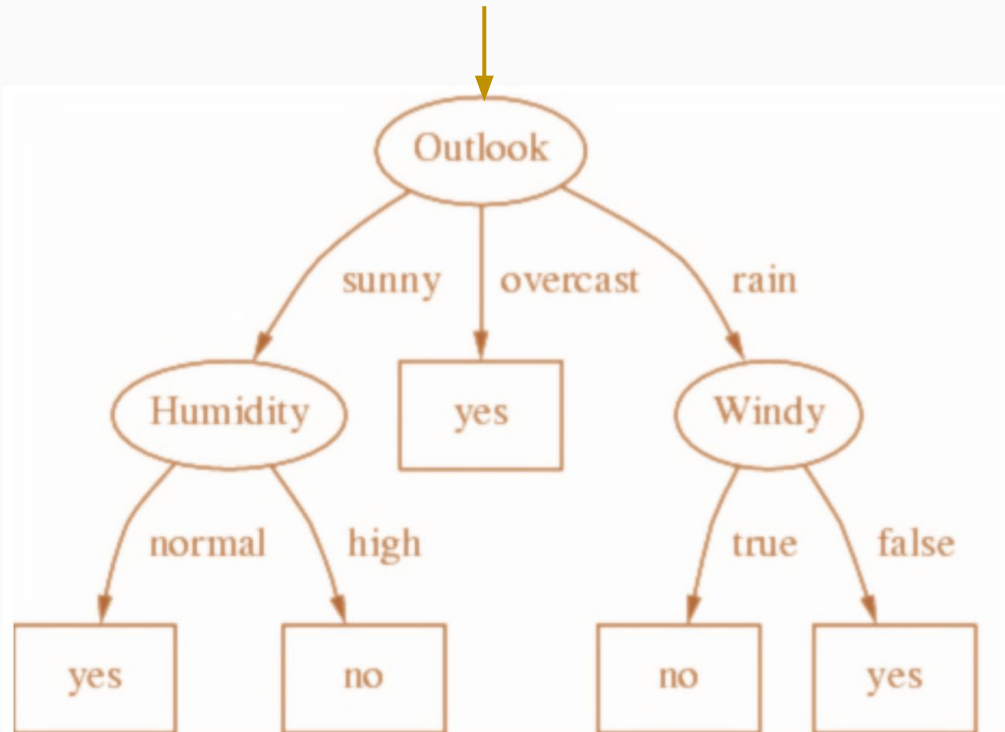 Outlook
sunny overcast rain
Humidity yes Windy
normal high true false
yes no no yes